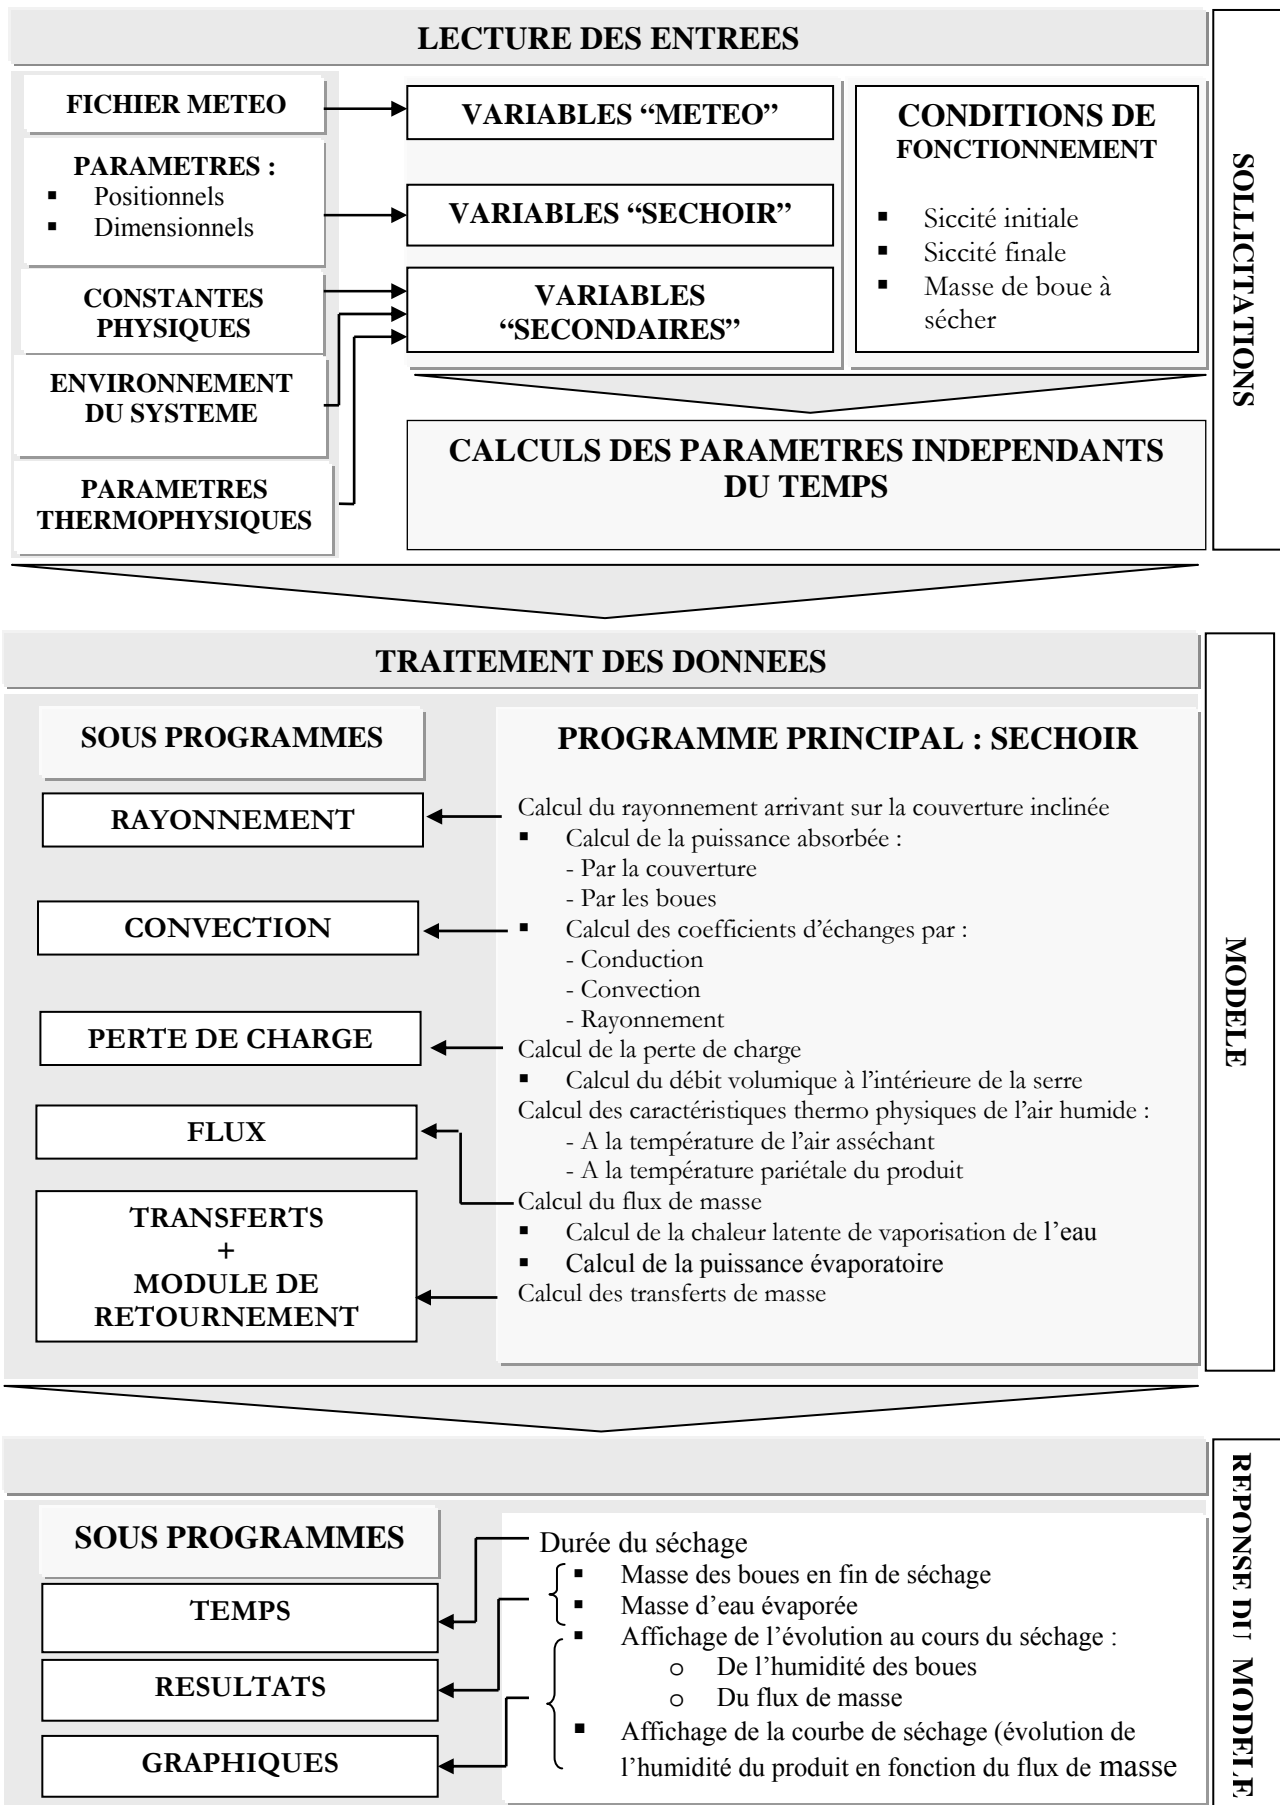 LECTURE DES ENTREES
FICHIER METEO
PARAMETRES :
▪ Positionnels
▪ Dimensionnels
CONSTANTES
PHYSIQUES
ENVIRONNEMENT
DU SYSTEME
PARAMETRES
THERMOPHYSIQUES
VARIABLES “METEO”
VARIABLES “SECHOIR”
VARIABLES
“SECONDAIRES”
CONDITIONS DE
FONCTIONNEMENT
▪ Siccité initiale
▪ Siccité finale
▪ Masse de boue à
sécher
CALCULS DES PARAMETRES INDEPENDANTS
DU TEMPS
SOLLICITATIONS
TRAITEMENT DES DONNEES
SOUS PROGRAMMES
RAYONNEMENT
CONVECTION
PERTE DE CHARGE
FLUX
TRANSFERTS
+
MODULE DE
RETOURNEMENT
PROGRAMME PRINCIPAL : SECHOIR
Calcul du rayonnement arrivant sur la couverture inclinée
▪ Calcul de la puissance absorbée :
- Par la couverture
- Par les boues
▪ Calcul des coefficients d'échanges par :
- Conduction
- Convection
- Rayonnement
Calcul de la perte de charge
▪ Calcul du débit volumique à l'intérieure de la serre
Calcul des caractéristiques thermo physiques de l'air humide :
- A la température de l'air asséchant
- A la température pariétale du produit
Calcul du flux de masse
▪ Calcul de la chaleur latente de vaporisation de l'eau
▪ Calcul de la puissance évaporatoire
Calcul des transferts de masse
MODELE
SOUS PROGRAMMES
TEMPS
RESULTATS
GRAPHIQUES
Durée du séchage
▪ Masse des boues en fin de séchage
▪ Masse d’eau évaporée
▪ Affichage de l’évolution au cours du séchage :
o De l’humidité des boues
o Du flux de masse
▪ Affichage de la courbe de séchage (évolution de
l’humidité du produit en fonction du flux de masse
REPONSE DU MODELE